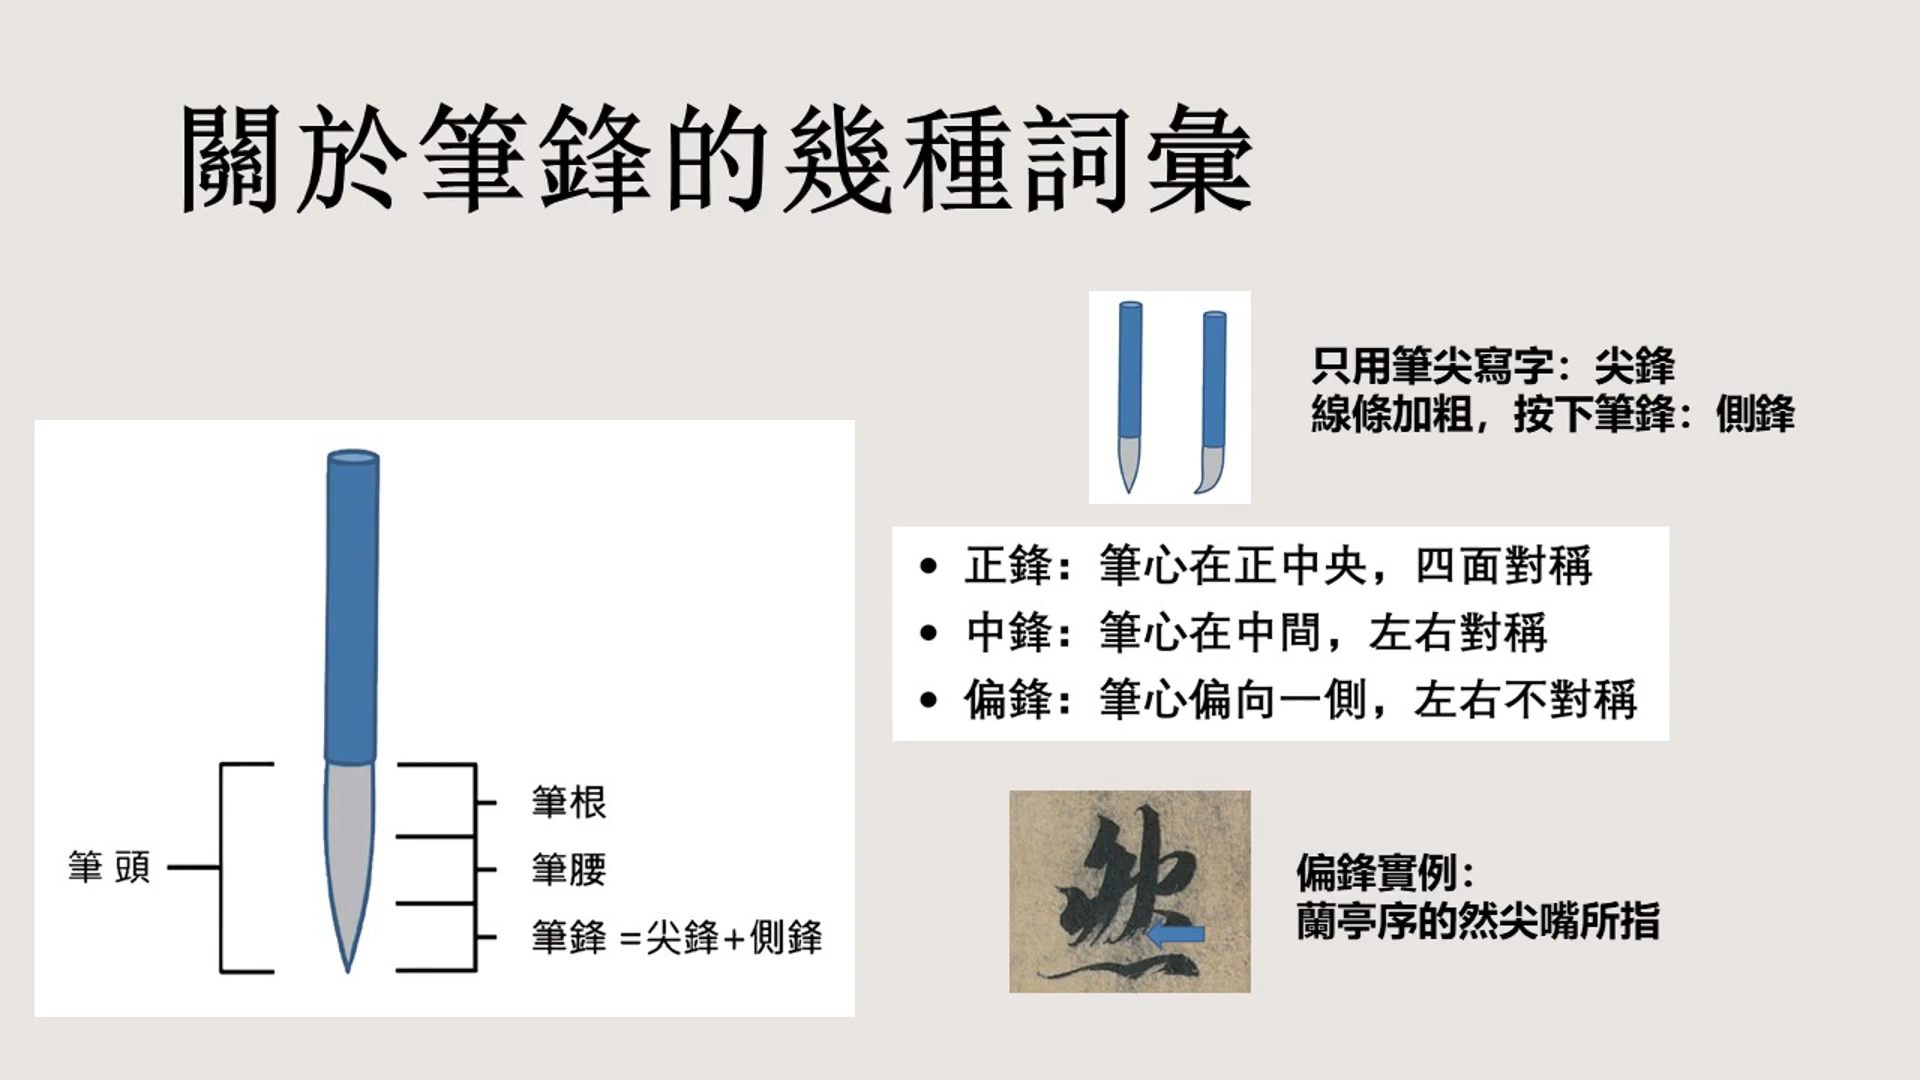 關於筆鋒的幾種詞彙
筆頭
筆根
筆腰
筆鋒=尖鋒+側鋒
只用筆尖寫字：尖鋒
線條加粗，按下筆鋒：側鋒
• 正鋒：筆心在正中央，四面對稱
• 中鋒：筆心在中間，左右對稱
• 偏鋒：筆心偏向一側，左右不對稱
然
偏鋒實例：
蘭亭序的然尖嘴所指